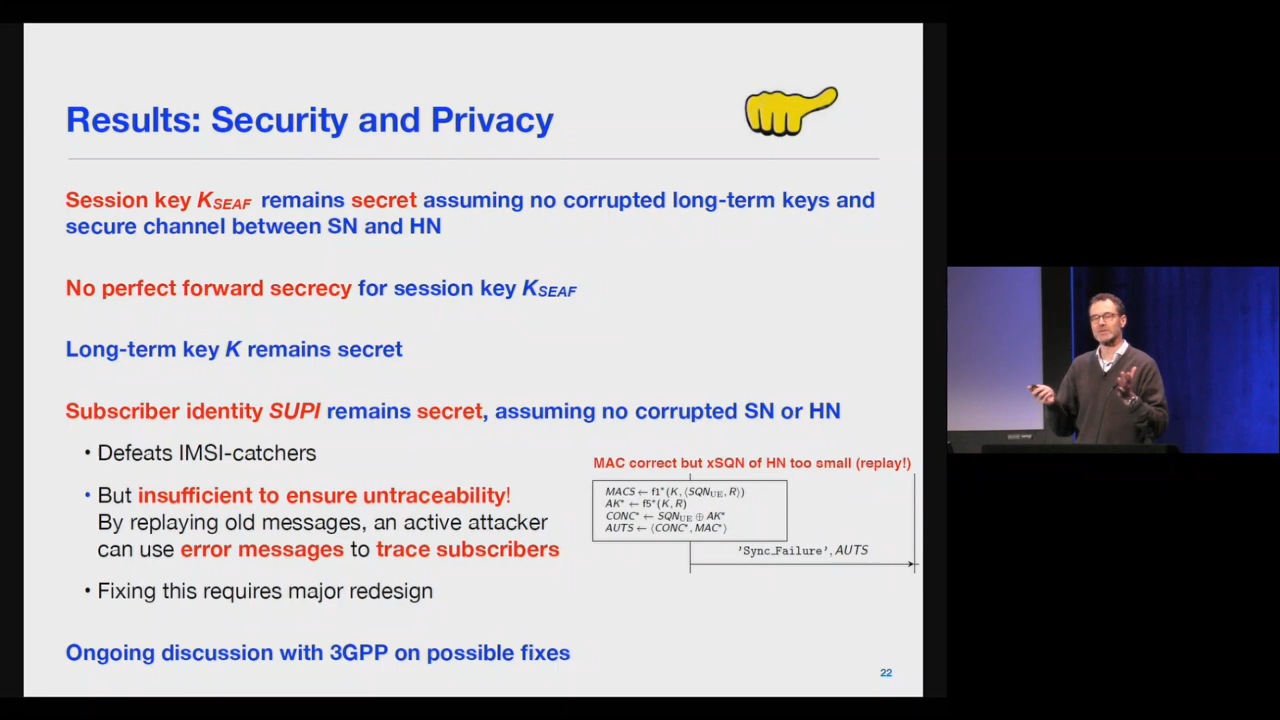 Results: Security and Privacy
Session key K_SEAF remains secret assuming no corrupted long-term keys and
secure channel between SN and HN
No perfect forward secrecy for session key K_SEAF
Long-term key K remains secret
Subscriber identity SUPI remains secret, assuming no corrupted SN or HN
• Defeats IMSI-catchers
• But insufficient to ensure untraceability!
By replaying old messages, an active attacker
can use error messages to trace subscribers
• Fixing this requires major redesign
MAC correct but xSQN of HN too small (replay!)
MACS ← f1*(K, ⟨SQN_UE, R⟩)
AK* ← f5*(K, R)
CONC* ← SQN_UE ⊕ AK*
AUTS ← ⟨CONC*, MAC*⟩
'Sync_Failure', AUTS
Ongoing discussion with 3GPP on possible fixes
22